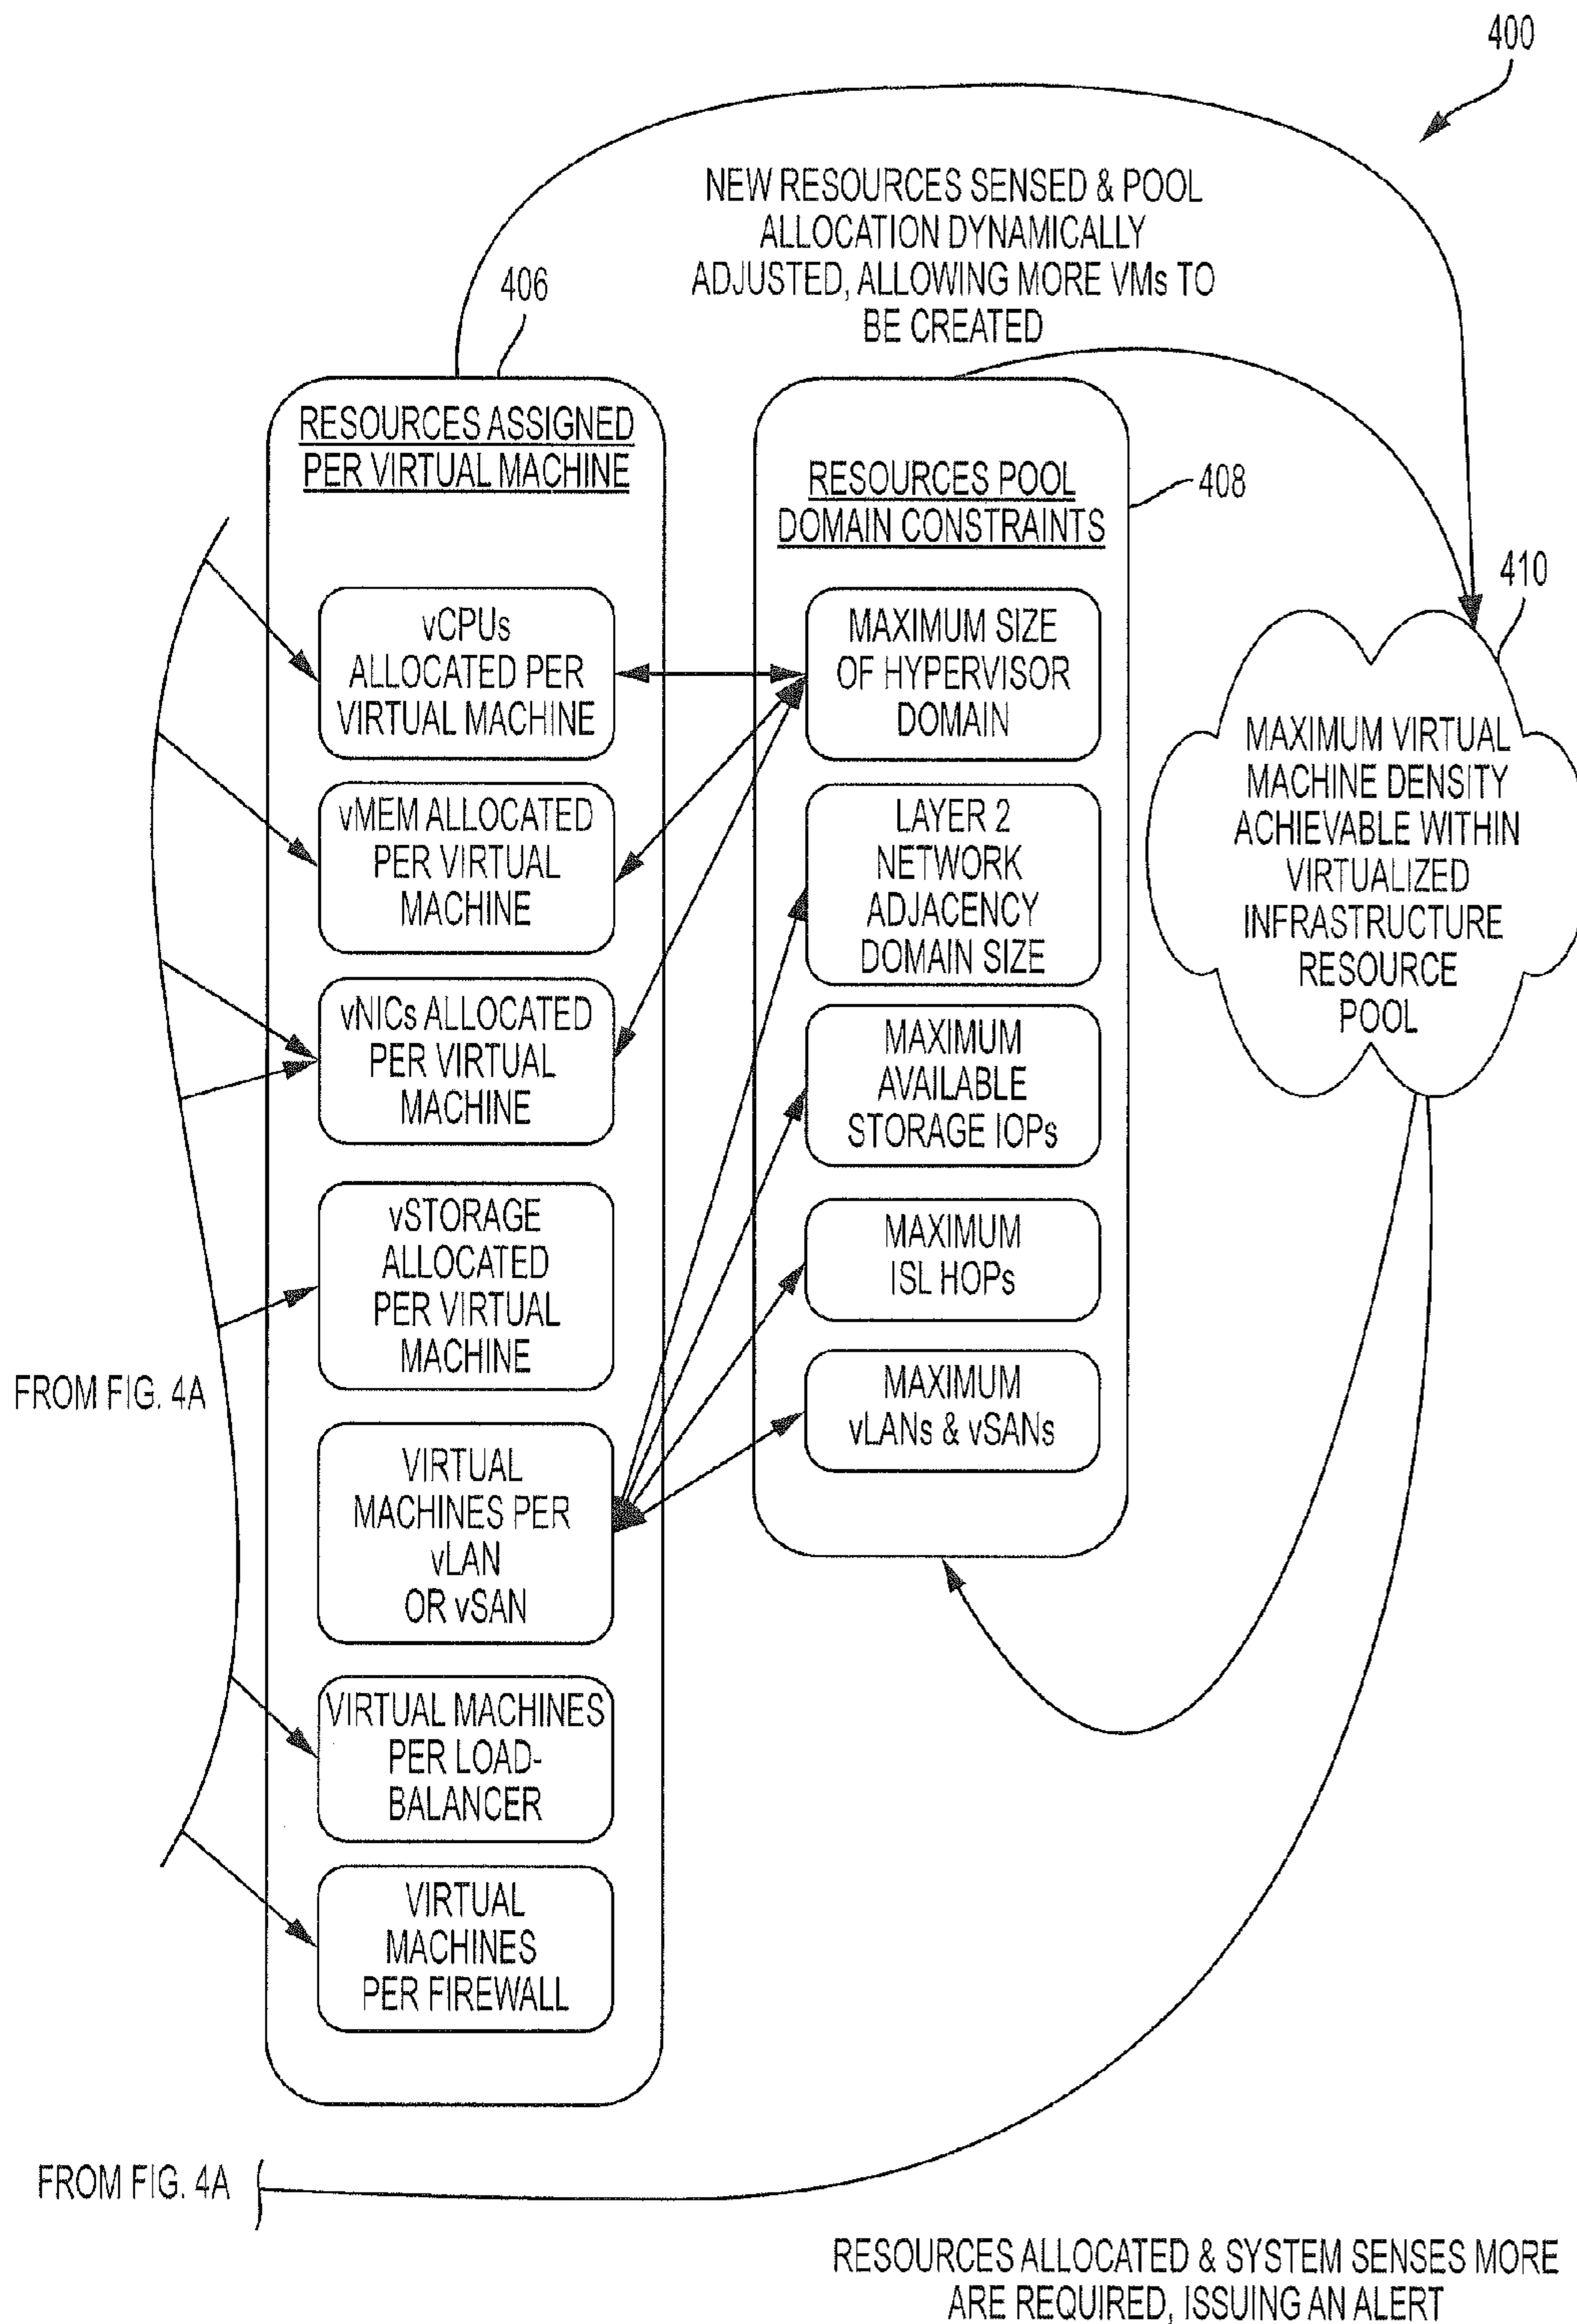 400
NEW RESOURCES SENSED & POOL
ALLOCATION DYNAMICALLY
ADJUSTED, ALLOWING MORE VMs TO
BE CREATED
406
RESOURCES ASSIGNED
PER VIRTUAL MACHINE
vCPUs
ALLOCATED PER
VIRTUAL MACHINE
vMEM ALLOCATED
PER VIRTUAL
MACHINE
vNICs ALLOCATED
PER VIRTUAL
MACHINE
vSTORAGE
ALLOCATED
PER VIRTUAL
MACHINE
VIRTUAL
MACHINES PER
vLAN
OR vSAN
VIRTUAL MACHINES
PER LOAD-
BALANCER
VIRTUAL
MACHINES
PER FIREWALL
RESOURCES POOL
DOMAIN CONSTRAINTS
408
MAXIMUM SIZE
OF HYPERVISOR
DOMAIN
LAYER 2
NETWORK
ADJACENCY
DOMAIN SIZE
MAXIMUM
AVAILABLE
STORAGE IOPs
MAXIMUM
ISL HOPs
MAXIMUM
vLANs & vSANs
410
MAXIMUM VIRTUAL
MACHINE DENSITY
ACHIEVABLE WITHIN
VIRTUALIZED
INFRASTRUCTURE
RESOURCE
POOL
FROM FIG. 4A
FROM FIG. 4A
RESOURCES ALLOCATED & SYSTEM SENSES MORE
ARE REQUIRED, ISSUING AN ALERT